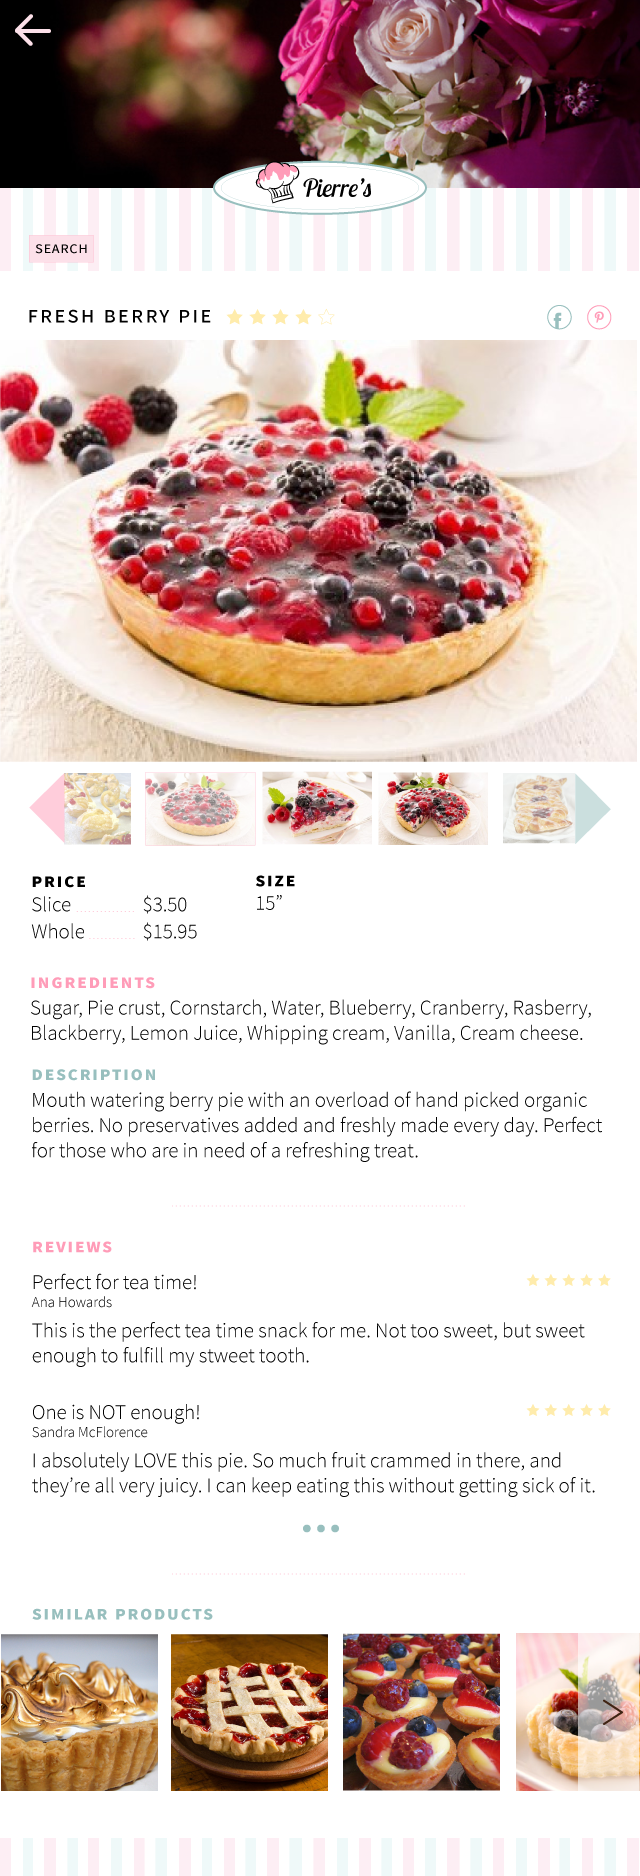 Pierre's
SEARCH
FRESH BERRY PIE
PRICE
Slice $3.50
Whole $15.95
SIZE
15”
INGREDIENTS
Sugar, Pie crust, Cornstarch, Water, Blueberry, Cranberry, Rasberry,
Blackberry, Lemon Juice, Whipping cream, Vanilla, Cream cheese.
DESCRIPTION
Mouth watering berry pie with an overload of hand picked organic
berries. No preservatives added and freshly made every day. Perfect
for those who are in need of a refreshing treat.
REVIEWS
Perfect for tea time!
Ana Howards
This is the perfect tea time snack for me. Not too sweet, but sweet
enough to fulfill my stweet tooth.
One is NOT enough!
Sandra McFlorence
I absolutely LOVE this pie. So much fruit crammed in there, and
they’re all very juicy. I can keep eating this without getting sick of it.
SIMILAR PRODUCTS